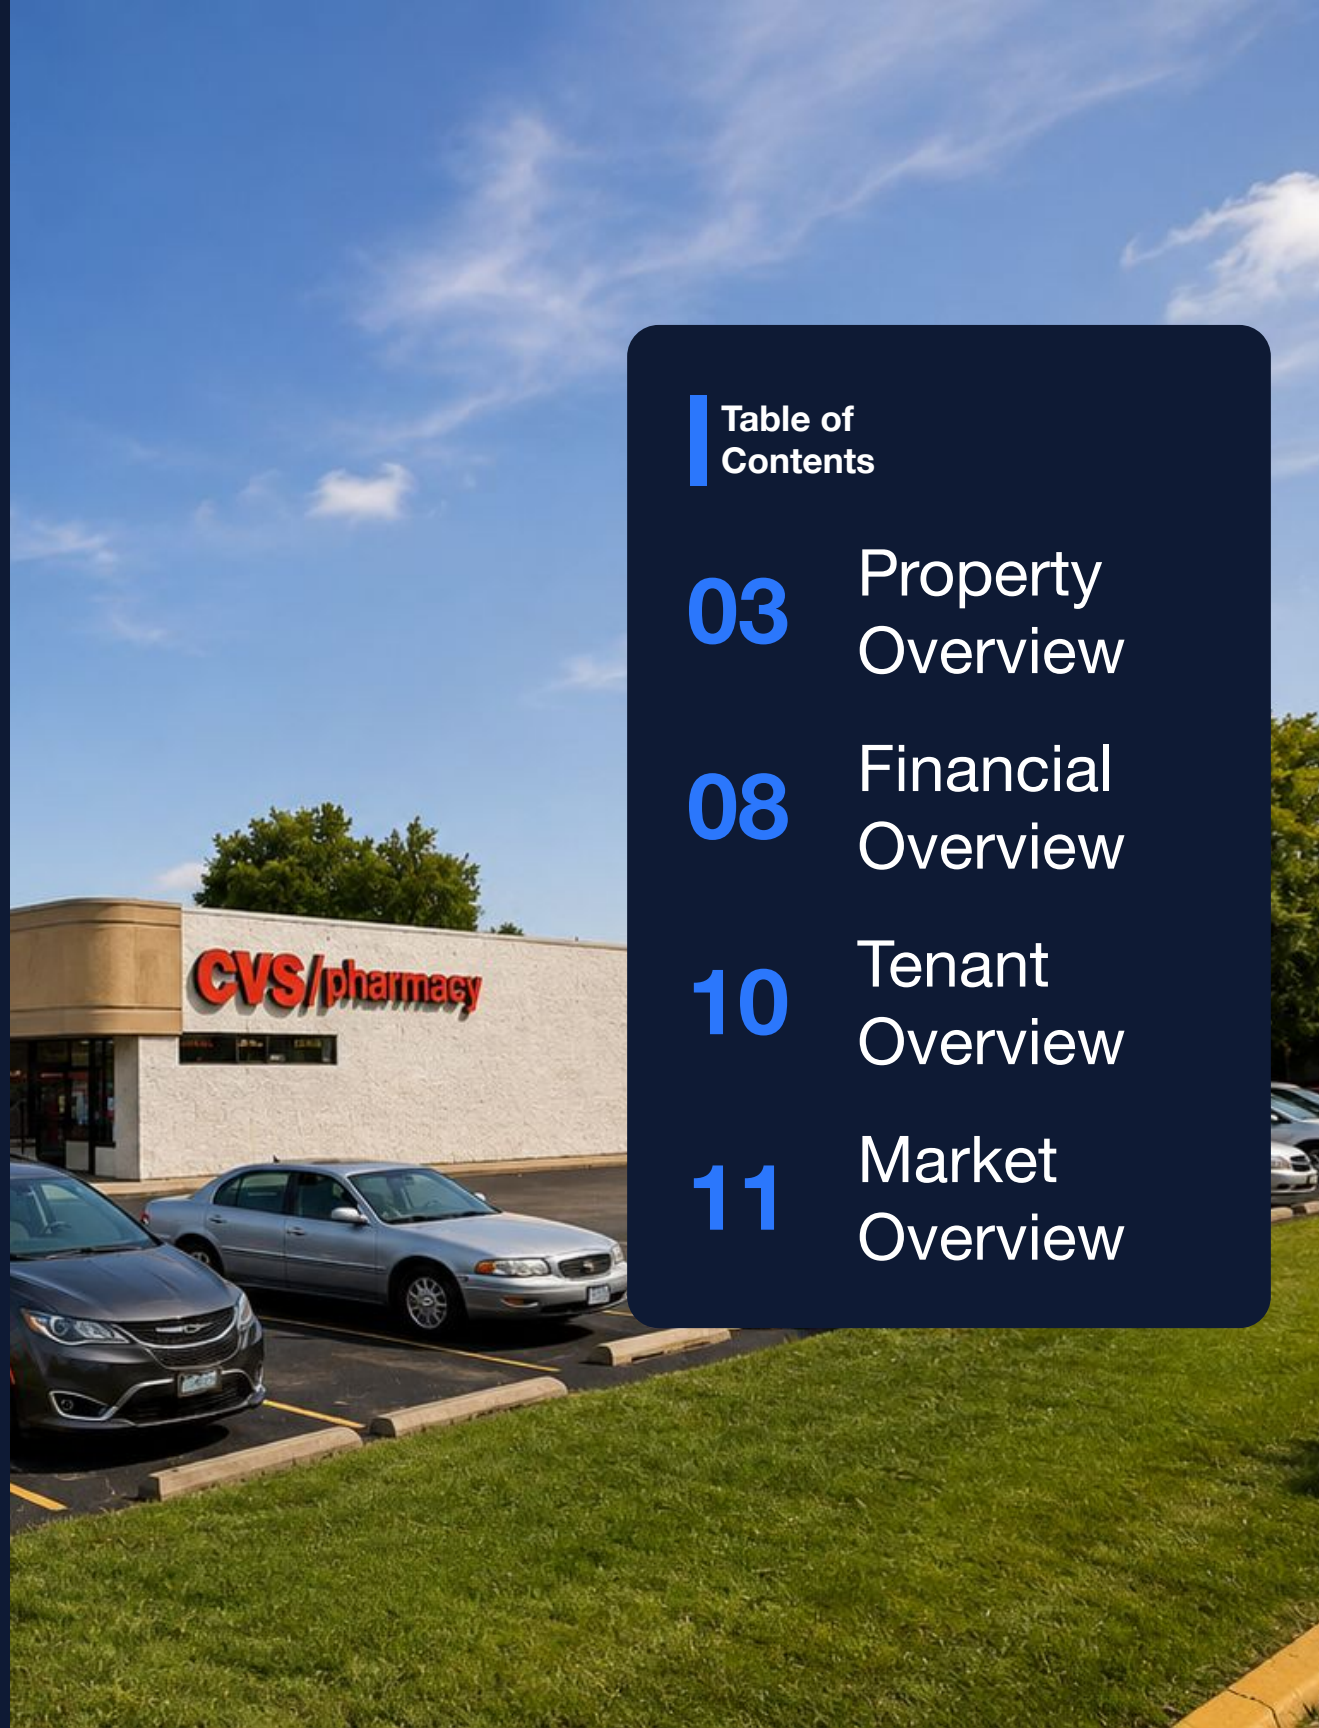 Table of
Contents
03
Property
Overview
08
Financial
Overview
10
Tenant
Overview
11
Market
Overview
CVS/pharmacy